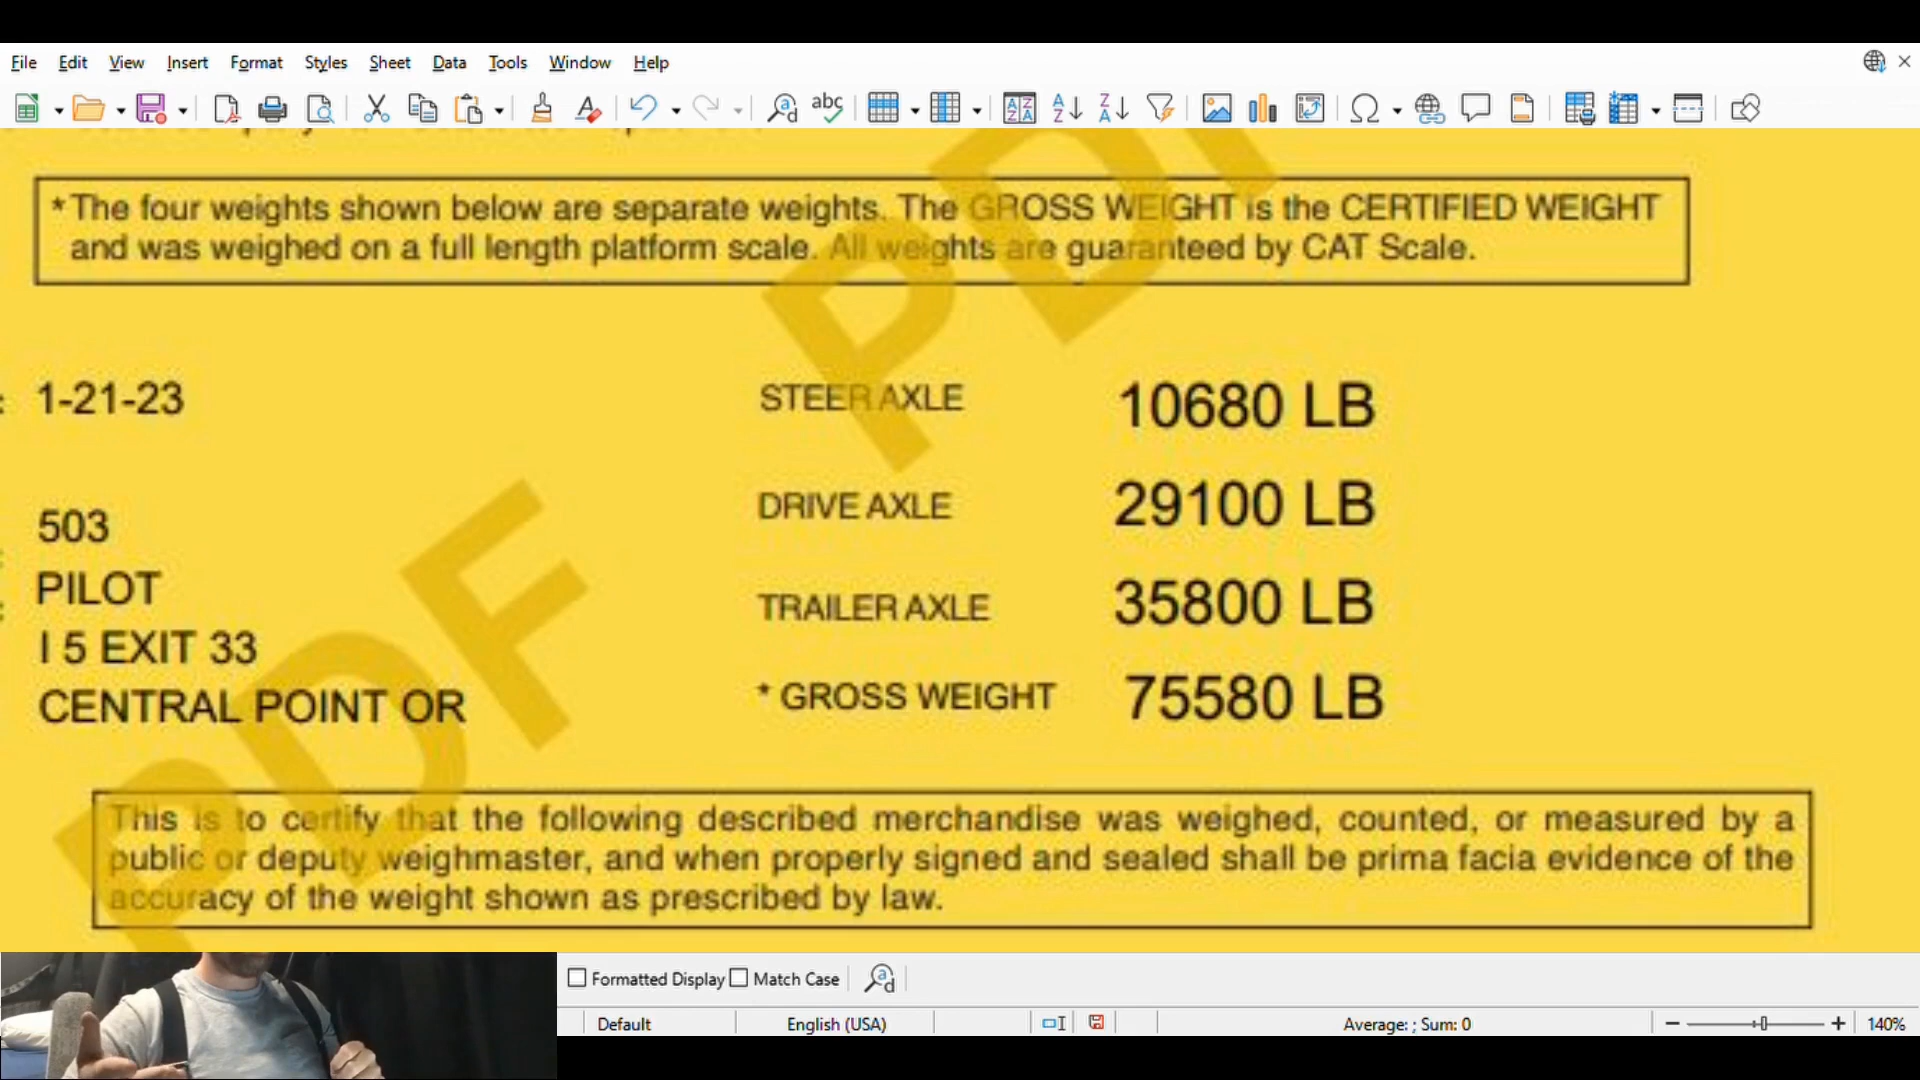 File Edit View Insert Format Styles Sheet Data Tools Window Help
* The four weights shown below are separate weights. The GROSS WEIGHT is the CERTIFIED WEIGHT
and was weighed on a full length platform scale. All weights are guaranteed by CAT Scale.
1-21-23
STEER AXLE 10680 LB
503
DRIVE AXLE 29100 LB
PILOT
TRAILER AXLE 35800 LB
I 5 EXIT 33
CENTRAL POINT OR
* GROSS WEIGHT 75580 LB
PDF PDF
This is to certify that the following described merchandise was weighed, counted, or measured by a
public or deputy weighmaster, and when properly signed and sealed shall be prima facia evidence of the
accuracy of the weight shown as prescribed by law.
Formatted Display Match Case
Default English (USA) Average: ; Sum: 0 140%